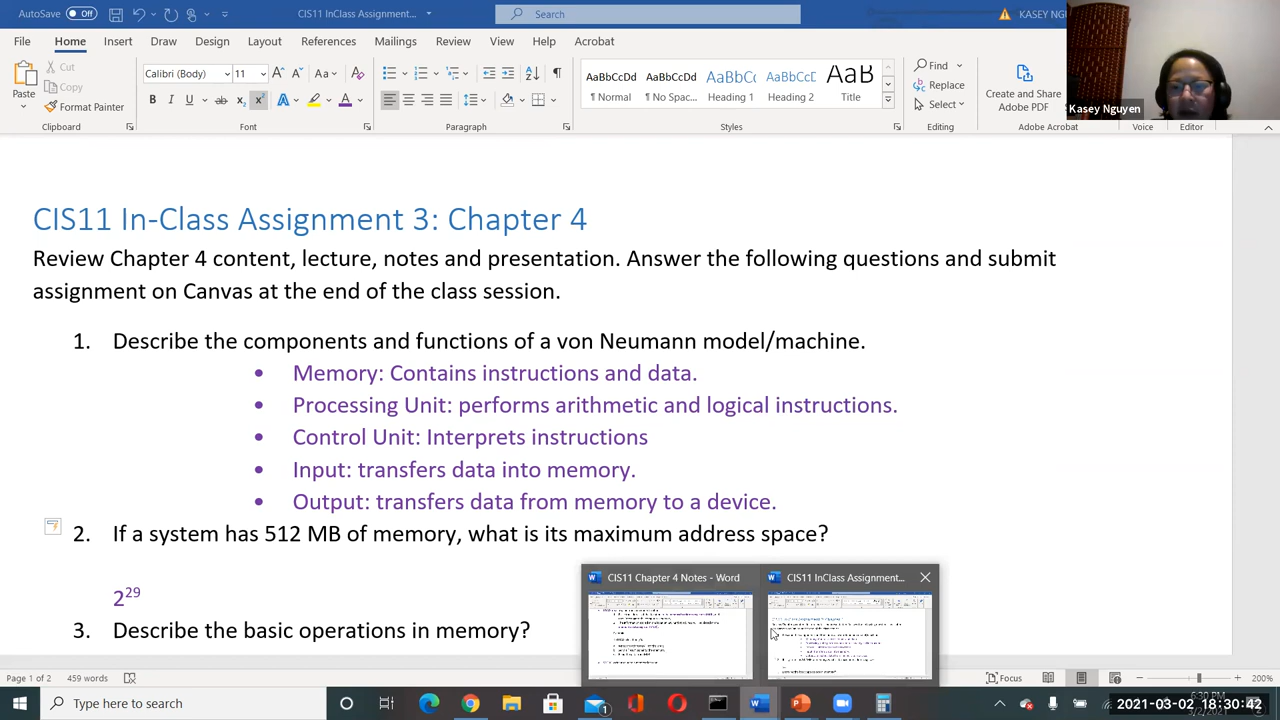 AutoSave Off
CIS11 InClass Assignment...
Search
KASEY NGU
File Home Insert Draw Design Layout References Mailings Review View Help Acrobat
Paste
Cut
Copy
Format Painter
Clipboard
Calibri (Body) 11
Font
Paragraph
AaBbCcDd AaBbCcDd AaBbCc AaBbCcD AaB
¶ Normal ¶ No Spac... Heading 1 Heading 2 Title
Styles
Find
Replace
Select
Editing
Create and Share
Adobe PDF
Adobe Acrobat
Voice
Editor
Kasey Nguyen
CIS11 In-Class Assignment 3: Chapter 4
Review Chapter 4 content, lecture, notes and presentation. Answer the following questions and submit
assignment on Canvas at the end of the class session.
1. Describe the components and functions of a von Neumann model/machine.
• Memory: Contains instructions and data.
• Processing Unit: performs arithmetic and logical instructions.
• Control Unit: Interprets instructions
• Input: transfers data into memory.
• Output: transfers data from memory to a device.
2. If a system has 512 MB of memory, what is its maximum address space?
2²⁹
3. Describe the basic operations in memory?
CIS11 Chapter 4 Notes - Word
CIS11 InClass Assignment...
Page 1 of 2 459 words
Focus
200%
Type here to search
2021-03-02 18:30:42